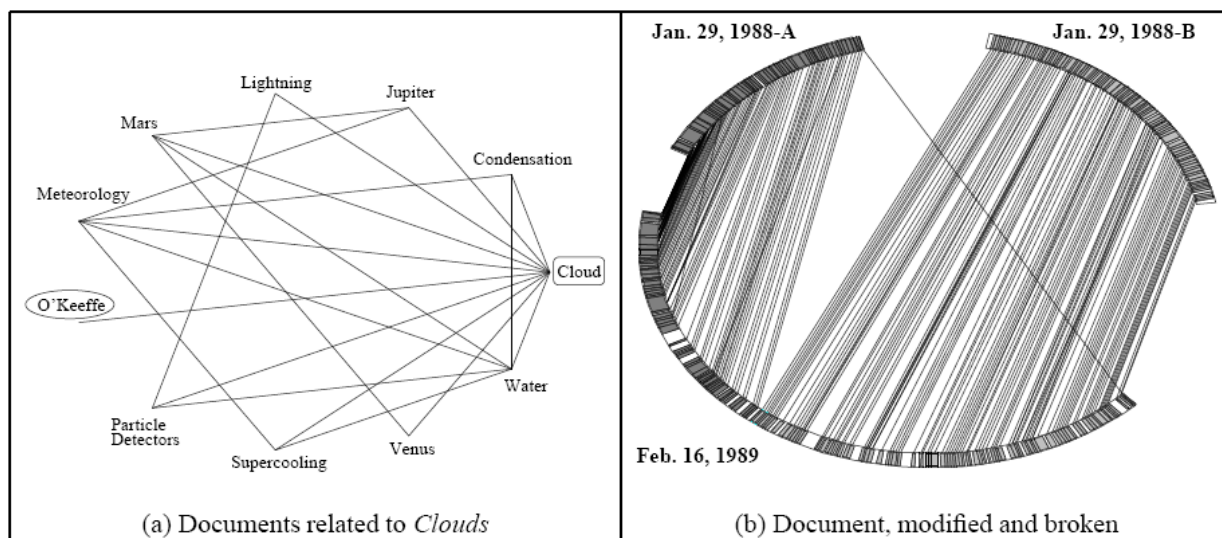 Lightning
Jupiter
Mars
Condensation
Meteorology
Cloud
O'Keeffe
Water
Particle
Detectors
Venus
Supercooling
(a) Documents related to Clouds
Jan. 29, 1988-A
Jan. 29, 1988-B
Feb. 16, 1989
(b) Document, modified and broken